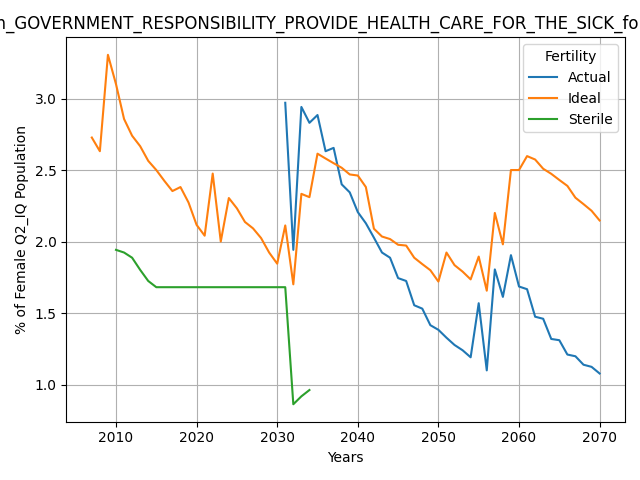 _GOVERNMENT_RESPONSIBILITY_PROVIDE_HEALTH_CARE_FOR_THE_SICK_fo
Fertility
Actual
Ideal
Sterile
% of Female Q2_IQ Population
3.0
2.5
2.0
1.5
1.0
2010 2020 2030 2040 2050 2060 2070
Years